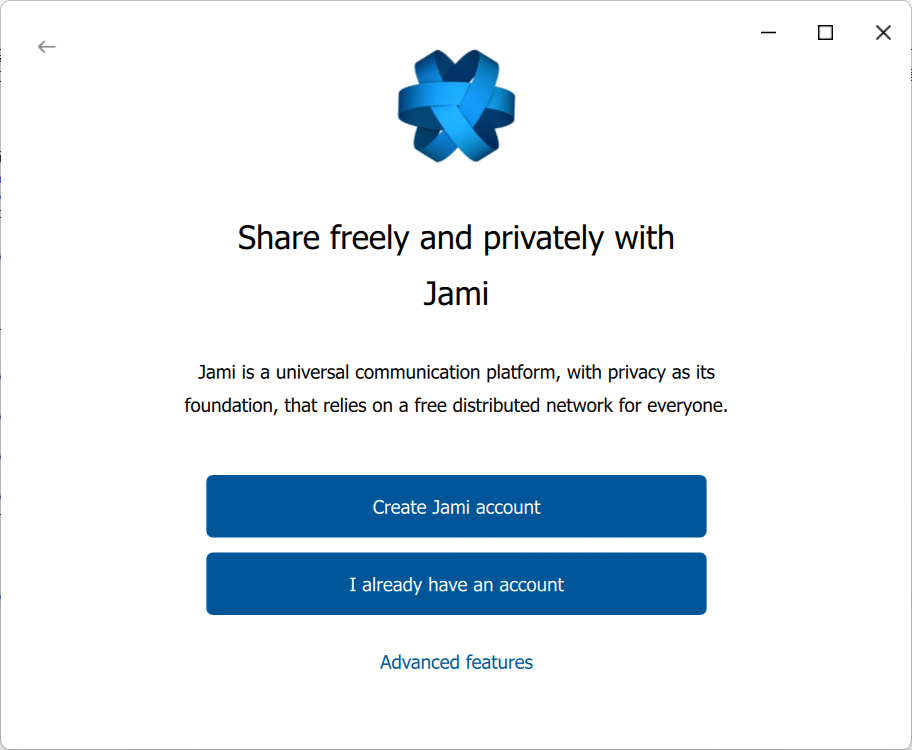 Share freely and privately with
Jami
Jami is a universal communication platform, with privacy as its
foundation, that relies on a free distributed network for everyone.
Create Jami account
I already have an account
Advanced features